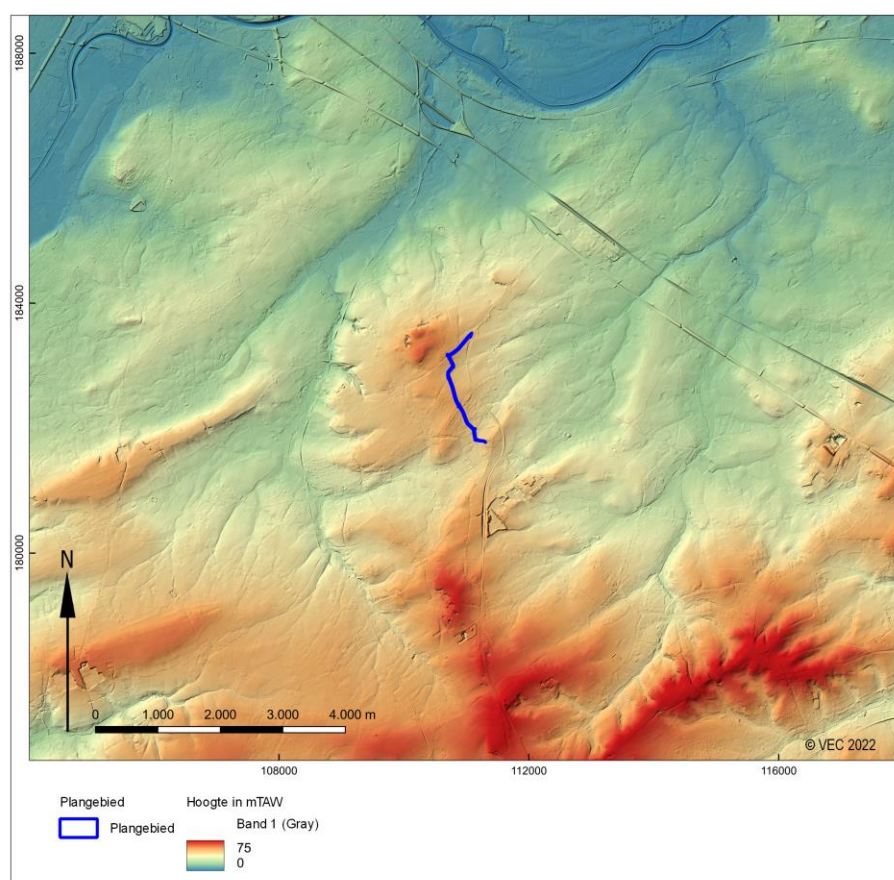 188000
184000
180000
N
0 1.000 2.000 3.000 4.000 m
© VEC 2022
108000 112000 116000
Plangebied Hoogte in mTAW
Plangebied Band 1 (Gray)
75
0